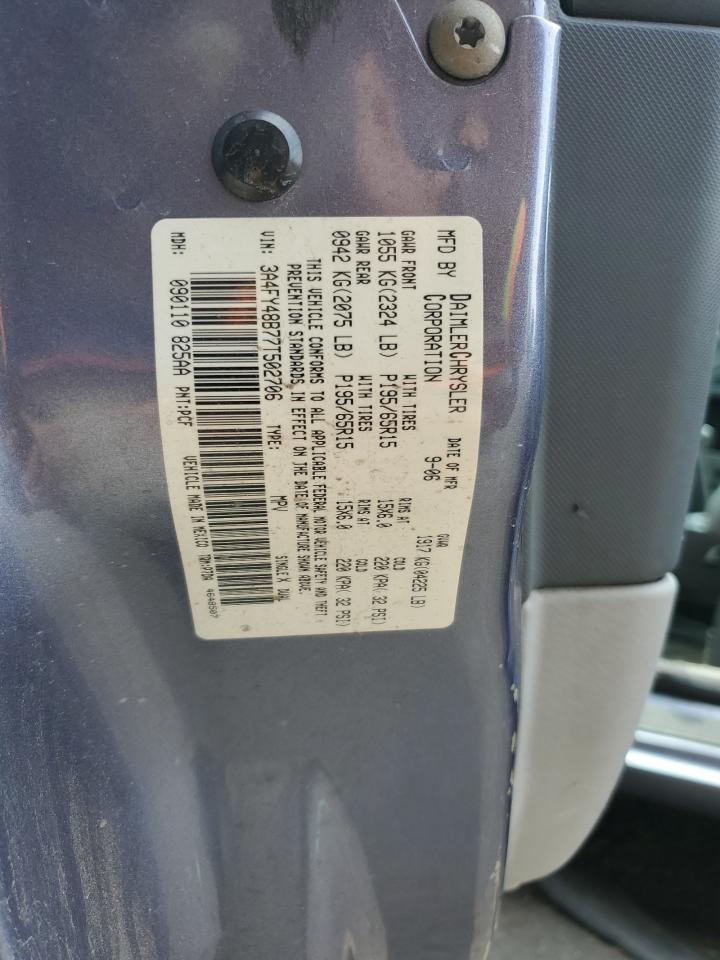 MFD BY DAIMLERCHRYSLER CORPORATION
DATE OF MFR 9-06
GVWR 1917 KG(04225 LB)
GAWR FRONT WITH TIRES RIMS AT COLD
1055 KG(2324 LB) P195/65R15 15X6.0 220 KPA( 32 PSI)
GAWR REAR WITH TIRES RIMS AT COLD
0942 KG(2075 LB) P195/65R15 15X6.0 220 KPA( 32 PSI)
THIS VEHICLE CONFORMS TO ALL APPLICABLE FEDERAL MOTOR VEHICLE SAFETY AND THEFT
PREVENTION STANDARDS IN EFFECT ON THE DATE OF MANUFACTURE SHOWN ABOVE.
VIN: 3A4FY48B77T502706 TYPE: MPV SINGLE X DUAL
MDH: 090110 825AA PNT:PCF VEHICLE MADE IN MEXICO 4648507